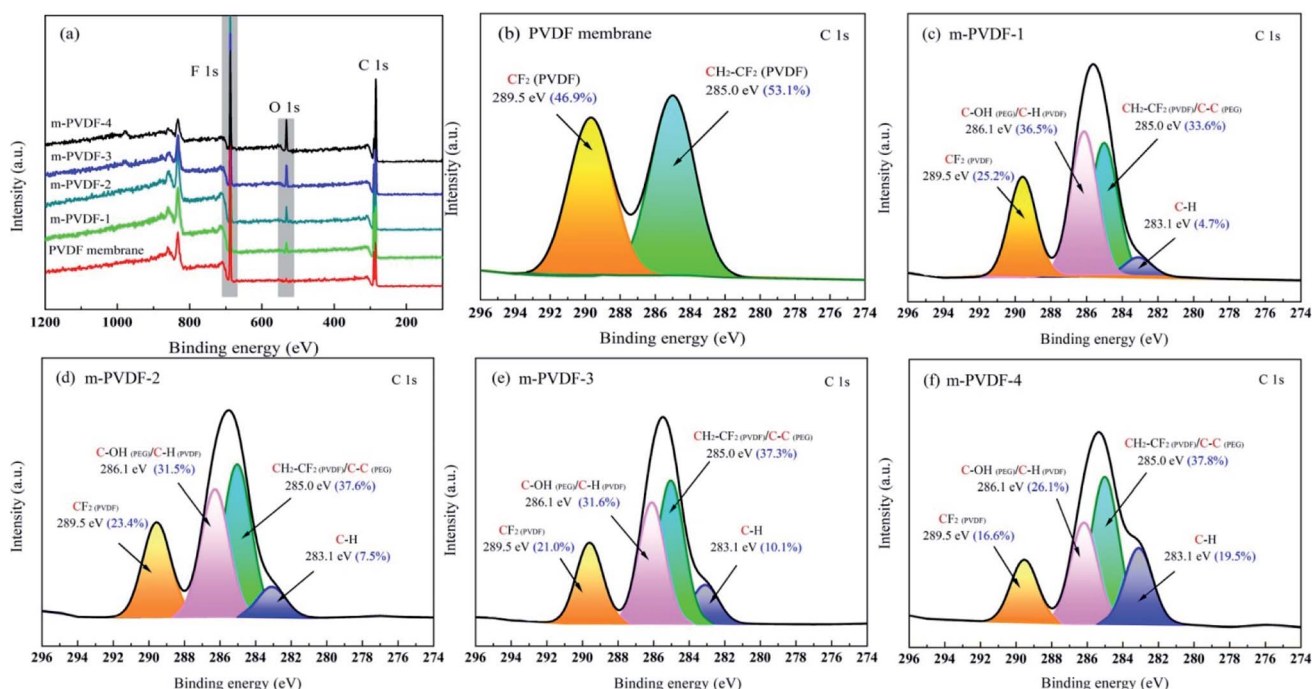 (a)
F 1s
C 1s
O 1s
m-PVDF-4
m-PVDF-3
m-PVDF-2
m-PVDF-1
PVDF membrane
Intensity (a.u.)
1200 1000 800 600 400 200
Binding energy (eV)
(b) PVDF membrane
C 1s
CF2 (PVDF)
289.5 eV (46.9%)
CH2-CF2 (PVDF)
285.0 eV (53.1%)
Intensity (a.u.)
296 294 292 290 288 286 284 282 280 278 276 274
Binding energy (eV)
(c) m-PVDF-1
C 1s
C-OH (PEG)/C-H (PVDF)
286.1 eV (36.5%)
CH2-CF2 (PVDF)/C-C (PEG)
285.0 eV (33.6%)
CF2 (PVDF)
289.5 eV (25.2%)
C-H
283.1 eV (4.7%)
Intensity (a.u.)
296 294 292 290 288 286 284 282 280 278 276 274
Binding energy (eV)
(d) m-PVDF-2
C 1s
C-OH (PEG)/C-H (PVDF)
286.1 eV (31.5%)
CH2-CF2 (PVDF)/C-C (PEG)
285.0 eV (37.6%)
CF2 (PVDF)
289.5 eV (23.4%)
C-H
283.1 eV (7.5%)
Intensity (a.u.)
296 294 292 290 288 286 284 282 280 278 276 274
Binding energy (eV)
(e) m-PVDF-3
C 1s
CH2-CF2 (PVDF)/C-C (PEG)
285.0 eV (37.3%)
C-OH (PEG)/C-H (PVDF)
286.1 eV (31.6%)
CF2 (PVDF)
289.5 eV (21.0%)
C-H
283.1 eV (10.1%)
Intensity (a.u.)
296 294 292 290 288 286 284 282 280 278 276 274
Binding energy (eV)
(f) m-PVDF-4
C 1s
CH2-CF2 (PVDF)/C-C (PEG)
285.0 eV (37.8%)
C-OH (PEG)/C-H (PVDF)
286.1 eV (26.1%)
CF2 (PVDF)
289.5 eV (16.6%)
C-H
283.1 eV (19.5%)
Intensity (a.u.)
296 294 292 290 288 286 284 282 280 278 276 274
Binding energy (eV)